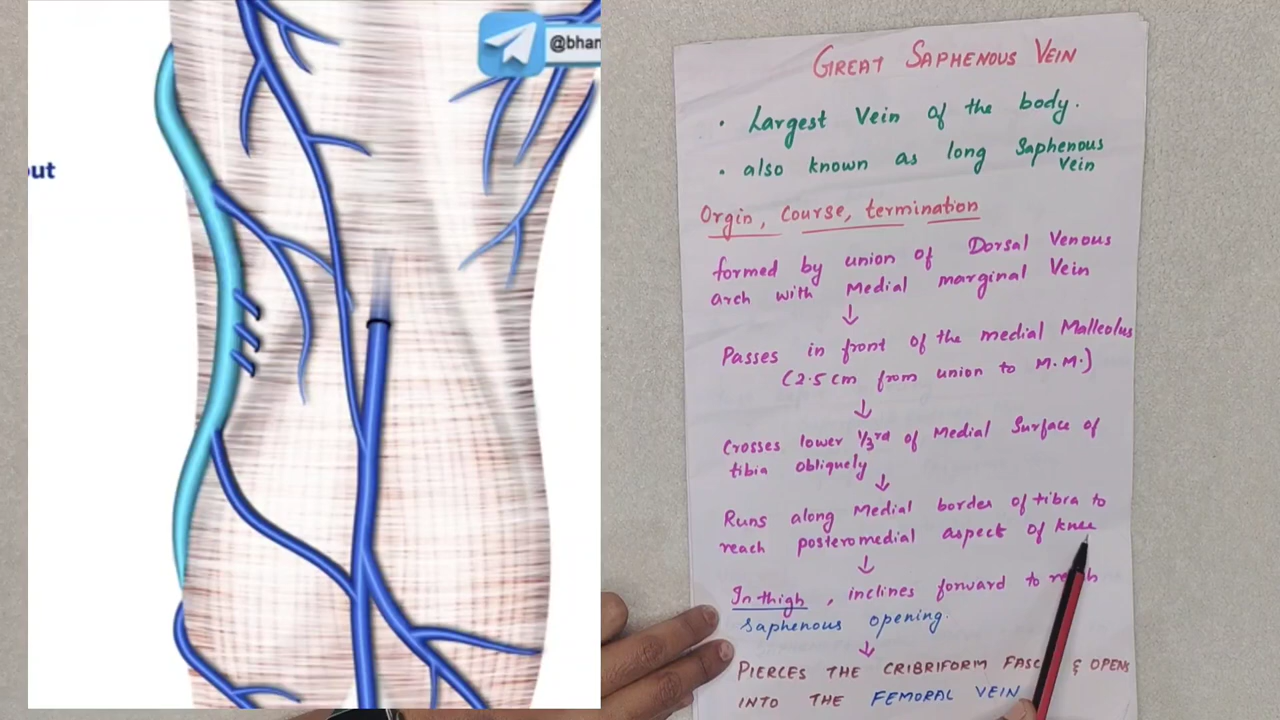 out
@bhan
GREAT SAPHENOUS VEIN
. Largest Vein of the body.
. also known as long Saphenous
Vein
Orgin, Course, termination
formed by union of Dorsal Venous
arch with Medial marginal Vein
↓
Passes in front of the medial Malleolus
(2.5 cm from union to M.M.)
↓
Crosses lower 1/3rd of Medial Surface of
tibia obliquely
↓
Runs along Medial border of tibia to
reach posteromedial aspect of knee
↓
In thigh, inclines forward to
saphenous opening.
↓
PIERCES THE CRIBRIFORM & OPENS
INTO THE FEMORAL VEIN